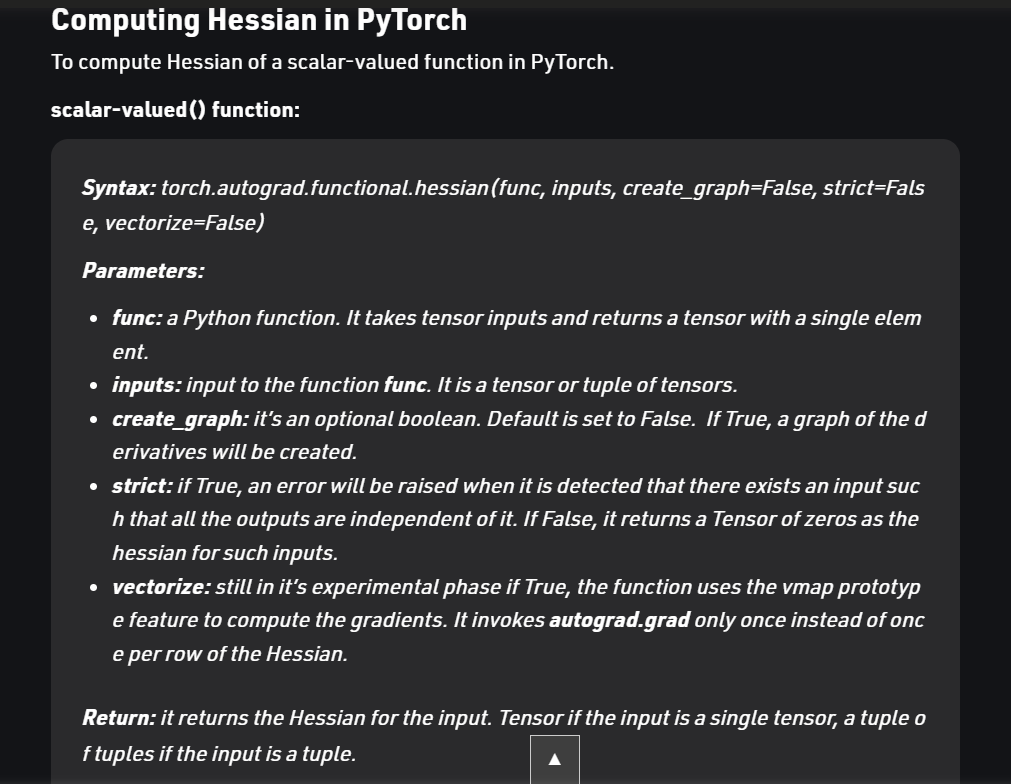 Computing Hessian in PyTorch
To compute Hessian of a scalar-valued function in PyTorch.
scalar-valued() function:
Syntax: torch.autograd.functional.hessian(func, inputs, create_graph=False, strict=Fals
e, vectorize=False)
Parameters:
• func: a Python function. It takes tensor inputs and returns a tensor with a single elem
ent.
• inputs: input to the function func. It is a tensor or tuple of tensors.
• create_graph: it's an optional boolean. Default is set to False.  If True, a graph of the d
erivatives will be created.
• strict: if True, an error will be raised when it is detected that there exists an input suc
h that all the outputs are independent of it. If False, it returns a Tensor of zeros as the
hessian for such inputs.
• vectorize: still in it's experimental phase if True, the function uses the vmap prototyp
e feature to compute the gradients. It invokes autograd.grad only once instead of onc
e per row of the Hessian.
Return: it returns the Hessian for the input. Tensor if the input is a single tensor, a tuple o
f tuples if the input is a tuple.